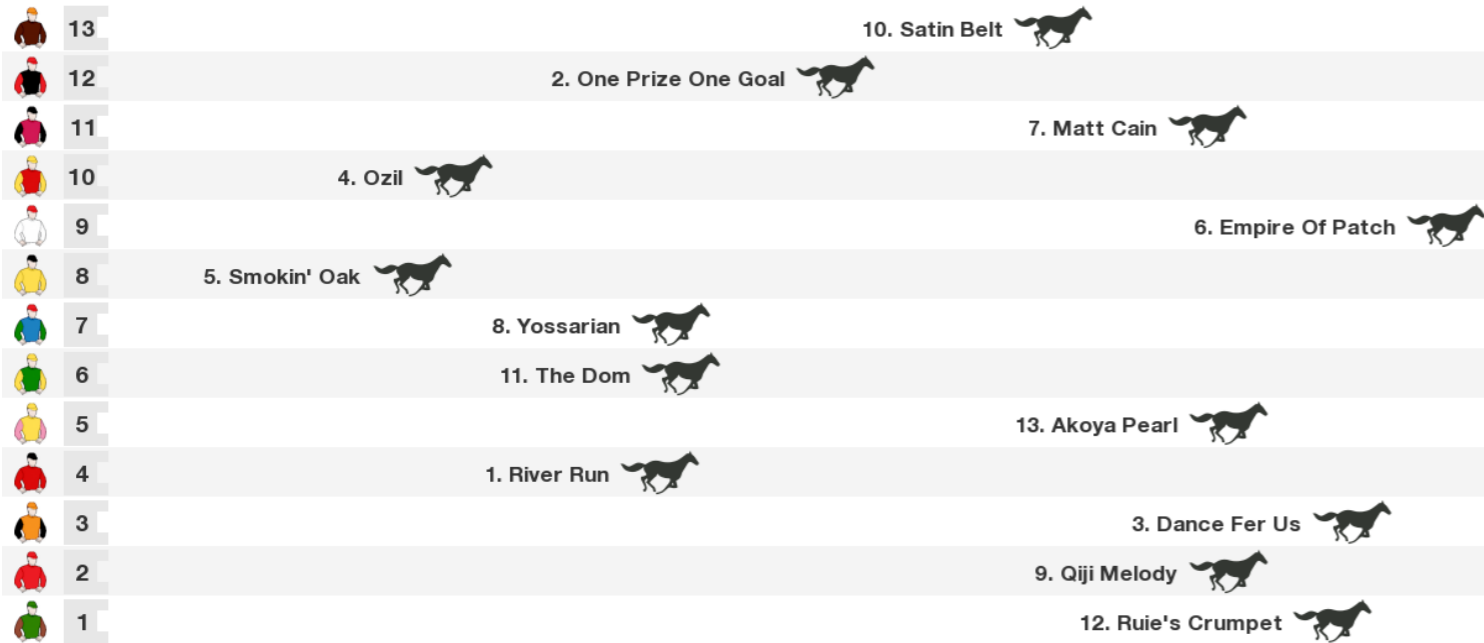 13 10. Satin Belt
12 2. One Prize One Goal
11 7. Matt Cain
10 4. Ozil
9 6. Empire Of Patch
8 5. Smokin' Oak
7 8. Yossarian
6 11. The Dom
5 13. Akoya Pearl
4 1. River Run
3 3. Dance Fer Us
2 9. Qiji Melody
1 12. Ruie's Crumpet